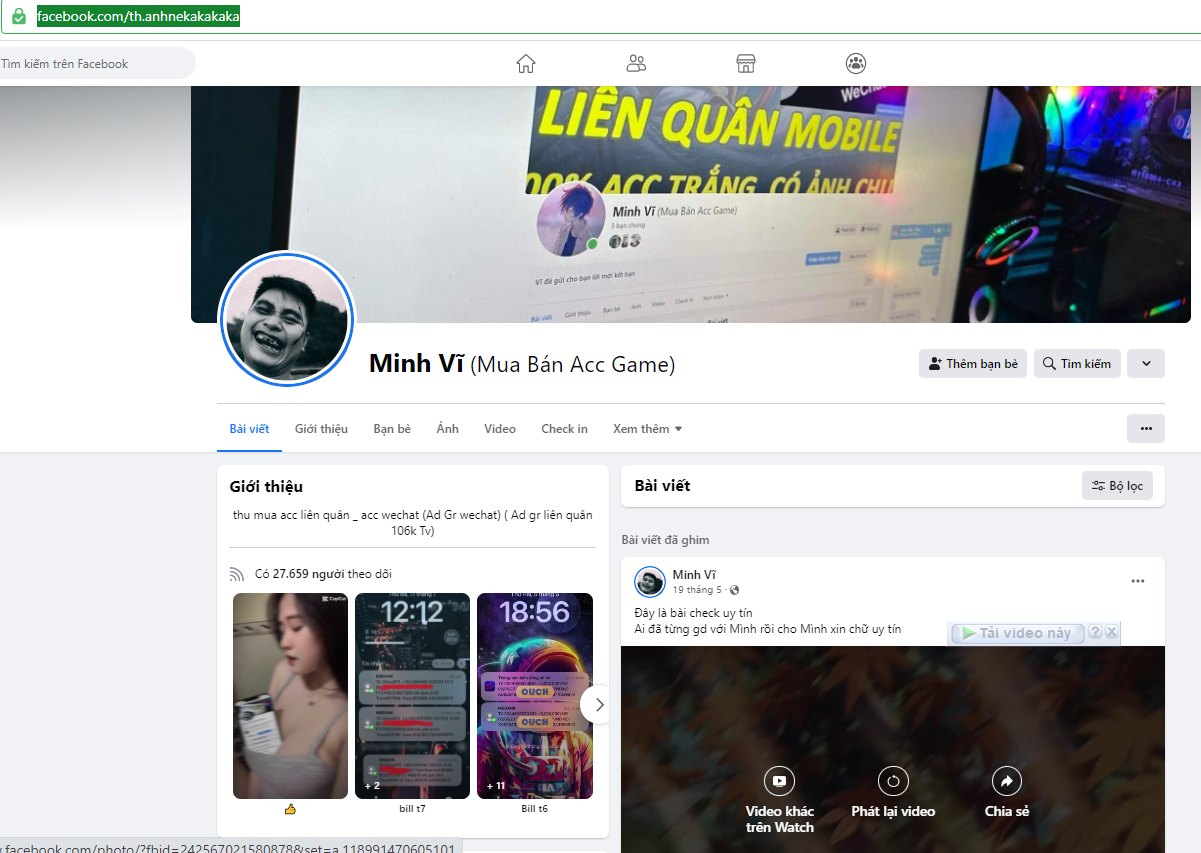 facebook.com/th.anhnekakakaka
Tìm kiếm trên Facebook
WeCha
LIÊN QUÂN MOBILE
00% ACC TRẮNG, CÓ ẢNH CHỤ
Minh Vĩ (Mua Bán Acc Game)
3 bạn chung
Vĩ đã gửi cho bạn lời mời kết bạn
Bài viết Giới thiệu Bạn bè Ảnh Video Check in Xem thêm
Minh Vĩ (Mua Bán Acc Game)
Thêm bạn bè
Tìm kiếm
Bài viết Giới thiệu Bạn bè Ảnh Video Check in Xem thêm
Giới thiệu
thu mua acc liên quân _ acc wechat (Ad Gr wechat) ( Ad gr liên quân
106k Tv)
Có 27.659 người theo dõi
CapCut
12:12
18:56
OUCH
OUCH
+ 2
+ 11
👍
bill t7
Bill t6
Bài viết
Bộ lọc
Bài viết đã ghim
Minh Vĩ
19 tháng 5 ·
Đây là bài check uy tín
Ai đã từng gd với Mình rồi cho Mình xin chữ uy tín
Tải video này ? X
Video khác
trên Watch
Phát lại video
Chia sẻ
.facebook.com/photo/?fbid=242567021580878&set=a.118991470605101